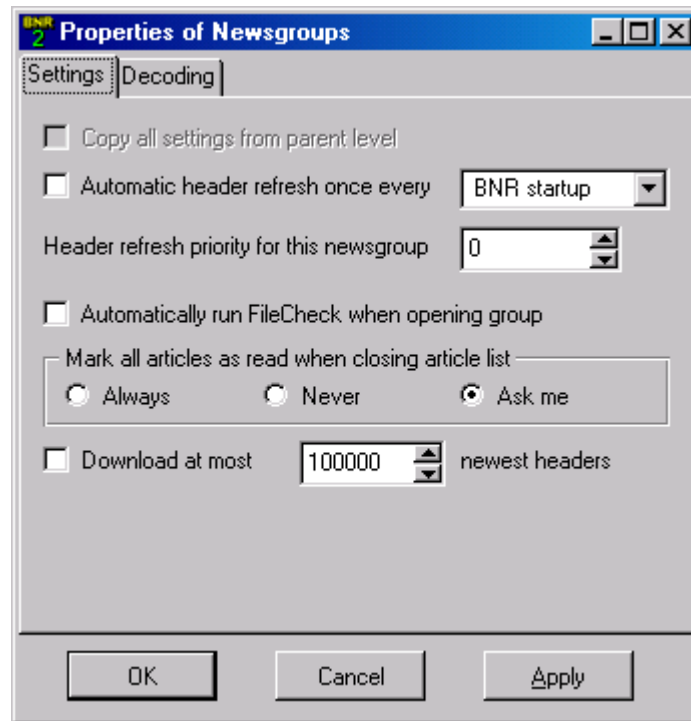 BNR
2 Properties of Newsgroups
Settings Decoding
Copy all settings from parent level
Automatic header refresh once every BNR startup
Header refresh priority for this newsgroup 0
Automatically run FileCheck when opening group
Mark all articles as read when closing article list
Always Never Ask me
Download at most 100000 newest headers
OK Cancel Apply